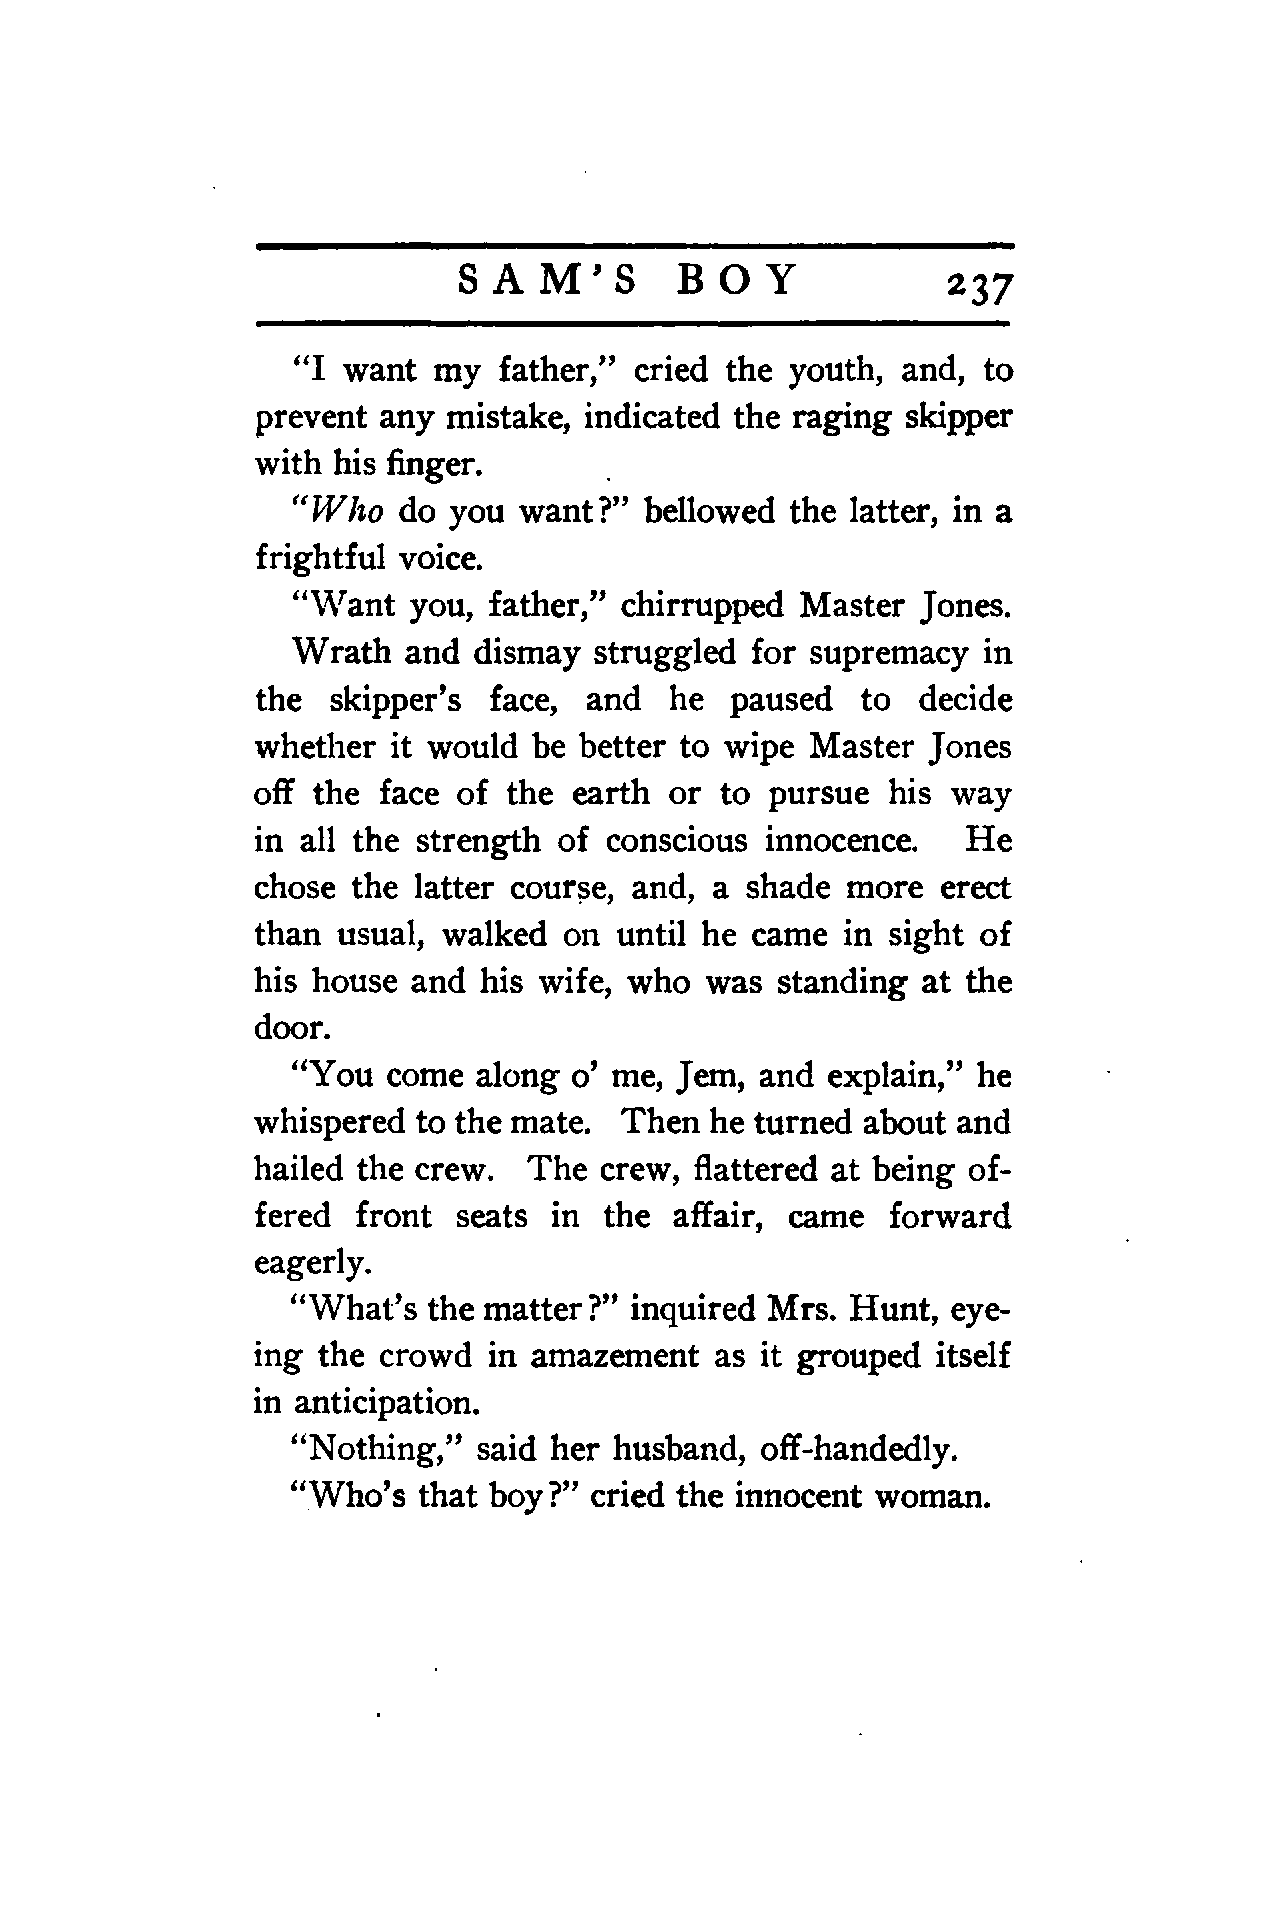 SAM'S BOY 237
"I want my father," cried the youth, and, to
prevent any mistake, indicated the raging skipper
with his finger.
"Who do you want?" bellowed the latter, in a
frightful voice.
"Want you, father," chirrupped Master Jones.
Wrath and dismay struggled for supremacy in
the skipper's face, and he paused to decide
whether it would be better to wipe Master Jones
off the face of the earth or to pursue his way
in all the strength of conscious innocence. He
chose the latter course, and, a shade more erect
than usual, walked on until he came in sight of
his house and his wife, who was standing at the
door.
"You come along o' me, Jem, and explain," he
whispered to the mate. Then he turned about and
hailed the crew. The crew, flattered at being of-
fered front seats in the affair, came forward
eagerly.
"What's the matter?" inquired Mrs. Hunt, eye-
ing the crowd in amazement as it grouped itself
in anticipation.
"Nothing," said her husband, off-handedly.
"Who's that boy?" cried the innocent woman.